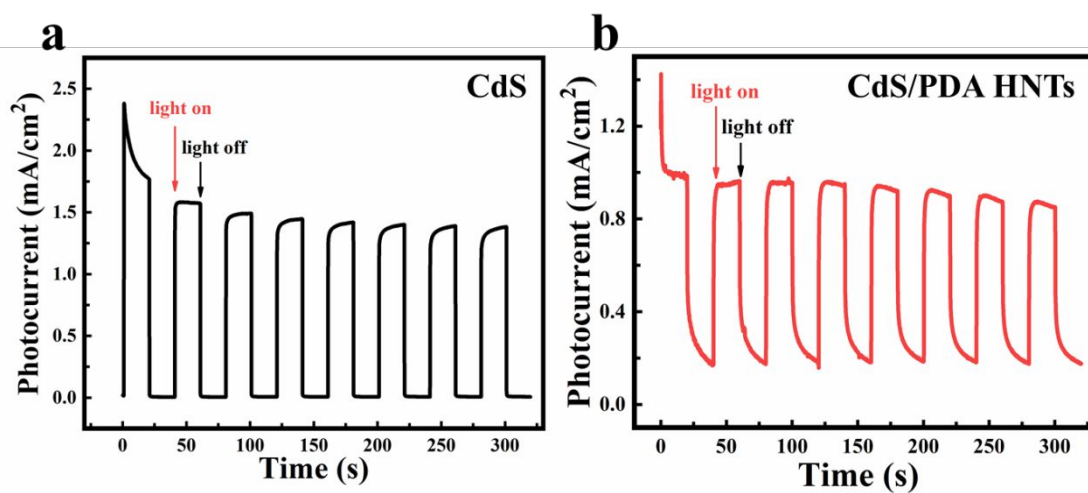 a
CdS
light on
light off
2.5
2.0
1.5
1.0
0.5
0.0
Photocurrent (mA/cm²)
0 50 100 150 200 250 300
Time (s)
b
CdS/PDA HNTs
light on
light off
1.2
0.8
0.4
0.0
Photocurrent (mA/cm²)
0 50 100 150 200 250 300
Time (s)